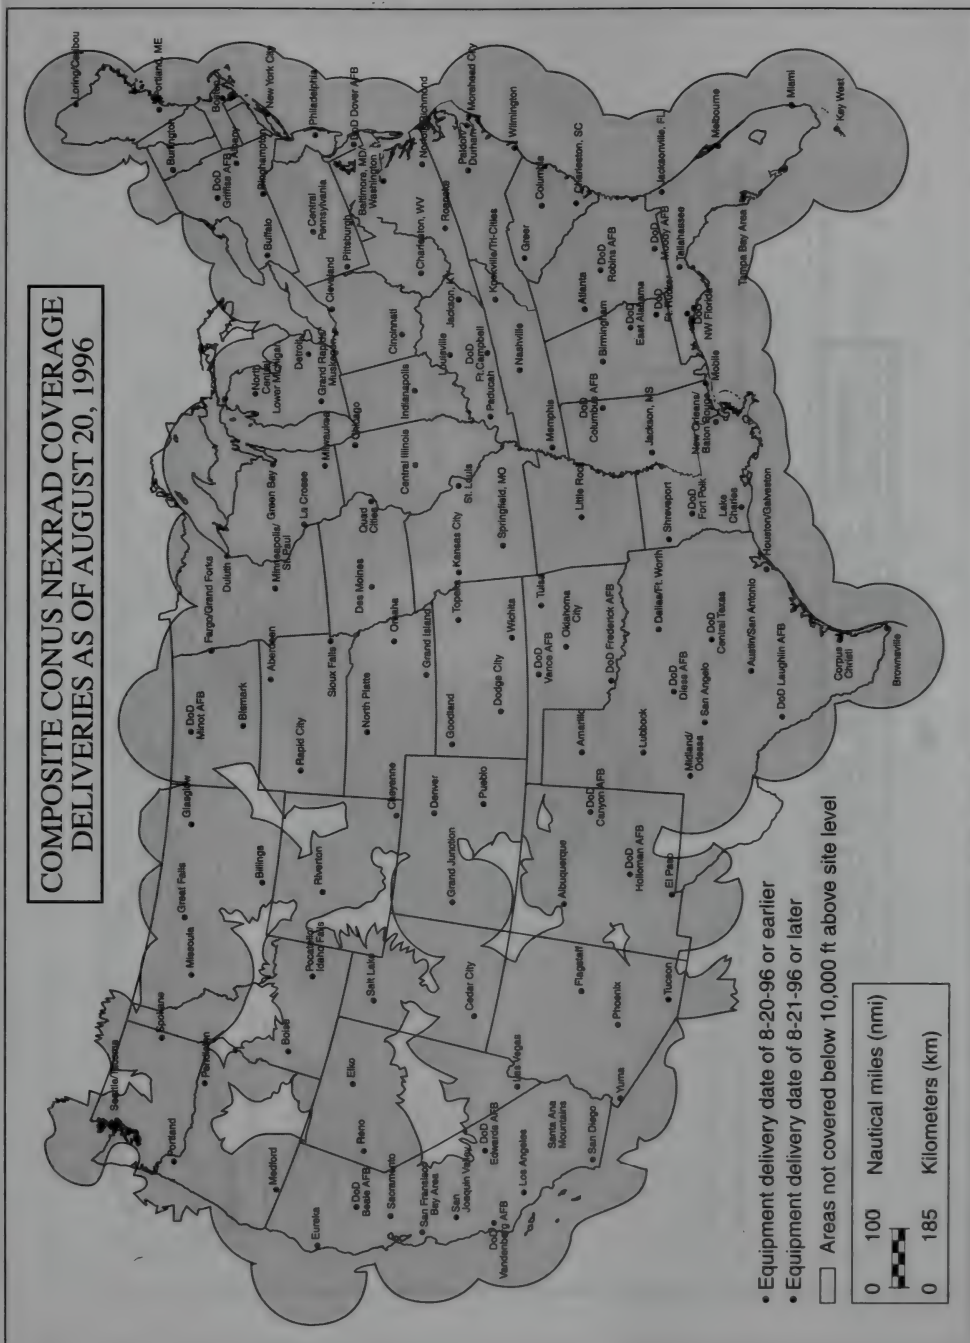 COMPOSITE CONUS NEXRAD COVERAGE
DELIVERIES AS OF AUGUST 20, 1996
Loring/Caribou
Portland, ME
Burlington
Boston
Albany
DoD
Griffiss AFB
Binghampton
New York City
Buffalo
Central
Pennsylvania
Philadelphia
DoD Dover AFB
Pittsburgh
Baltimore, MD/
Washington
Cleveland
Charleston, WV
Roanoke
Norfolk/Richmond
Morehead City
Durham
Wilmington
Seattle/Tacoma
Spokane
Portland
Pendleton
Medford
Boise
Missoula
Great Falls
Glasgow
Billings
Pocatello/
Idaho Falls
Riverton
DoD
Minot AFB
Bismark
Rapid City
Fargo/Grand Forks
Aberdeen
Sioux Falls
Duluth
Minneapolis/
St. Paul
La Crosse
Green Bay
Milwaukee
North
Central
Lower Michigan
Detroit
Grand Rapids/
Muskegon
Chicago
Eureka
DoD
Beale AFB
Sacramento
Reno
Elko
Salt Lake
Cedar City
Las Vegas
San Fransisco
Bay Area
San
Joaquin Valley
DoD
Edwards AFB
DoD
Vandenberg AFB
Los Angeles
Santa Ana
Mountains
San Diego
Yuma
Phoenix
Flagstaff
Tucson
Cheyenne
Denver
Grand Junction
Pueblo
Albuquerque
DoD
Canyon AFB
DoD
Holloman AFB
El Paso
North Platte
Omaha
Grand Island
Goodland
Topeka
Dodge City
Wichita
Des Moines
Quad
Cities
Kansas City
Springfield, MO
St. Louis
Central Illinois
Indianapolis
Cincinnati
Louisville
Jackson, KY
DoD
Ft.Campbell
Paducah
Nashville
Knoxville/Tri-Cities
Memphis
Greer
Columbia
Charleston, SC
Atlanta
DoD
Robins AFB
Birmingham
DoD
East Alabama
DoD
Ft. Rucker
DoD
Moody AFB
Jacksonville, FL
Tallahassee
DoD
NW Florida
Mobile
Melbourne
Tampa Bay Area
Miami
Key West
DoD
Columbus AFB
Jackson, MS
New Orleans/
Baton Rouge
Little Rock
Shreveport
DoD
Fort Polk
Lake
Charles
Houston/Galveston
Tulsa
DoD
Vance AFB
Oklahoma
City
DoD Frederick AFB
Amarillo
Lubbock
Dallas/Ft. Worth
DoD
Diess AFB
DoD
Central Texas
San Angelo
Midland/
Odessa
Austin/San Antonio
DoD Laughlin AFB
Corpus
Christi
Brownsville
• Equipment delivery date of 8-20-96 or earlier
• Equipment delivery date of 8-21-96 or later
Areas not covered below 10,000 ft above site level
0 100 Nautical miles (nmi)
0 185 Kilometers (km)